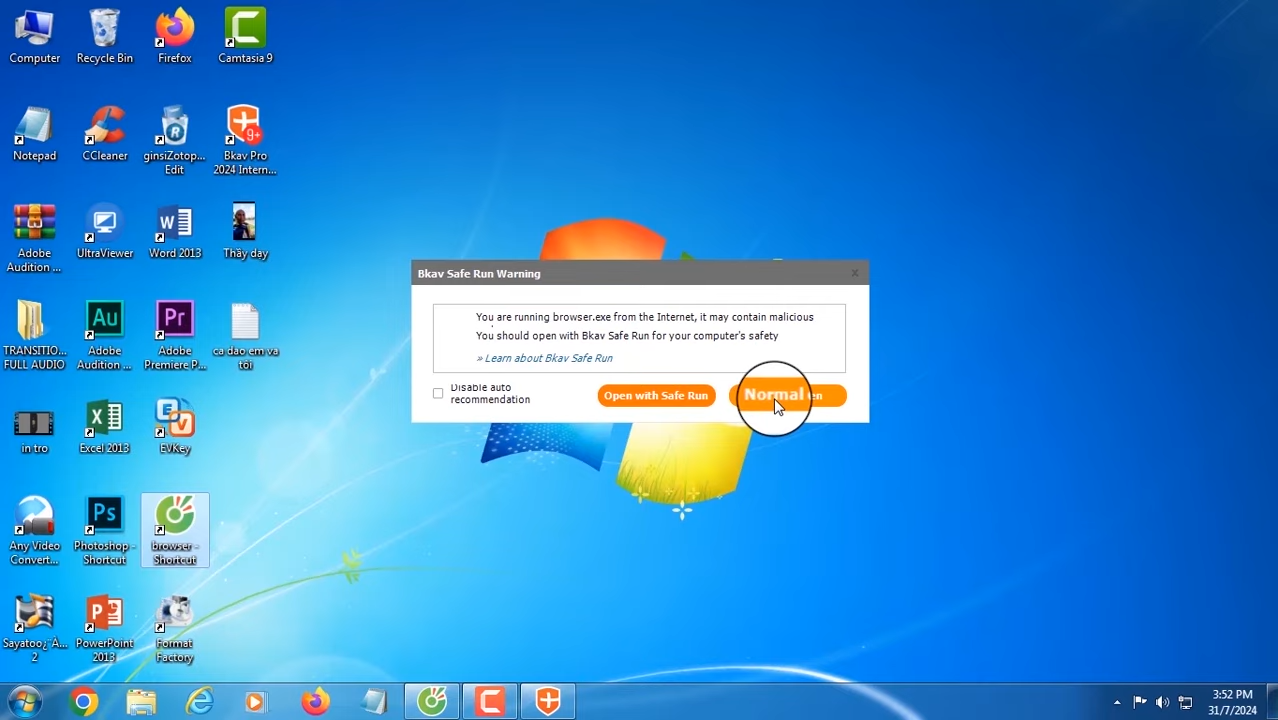 Computer
Recycle Bin
Firefox
Camtasia 9
Notepad
CCleaner
ginsiZotop...
Edit
9+
Bkav Pro
2024 Intern...
Adobe
Audition ...
UltraViewer
Word 2013
Thầy dạy
TRANSITIO...
FULL AUDIO
Adobe
Audition ...
Adobe
Premiere P...
ca dao em và
tôi
in tro
Excel 2013
EVKey
Any Video
Convert...
Photoshop -
Shortcut
browser -
Shortcut
PowerPoint
2013
Format
Factory
Bkav Safe Run Warning
x
You are running browser.exe from the Internet, it may contain malicious
You should open with Bkav Safe Run for your computer's safety
» Learn about Bkav Safe Run
Disable auto
recommendation
Open with Safe Run
Normal
3:52 PM
31/7/2024